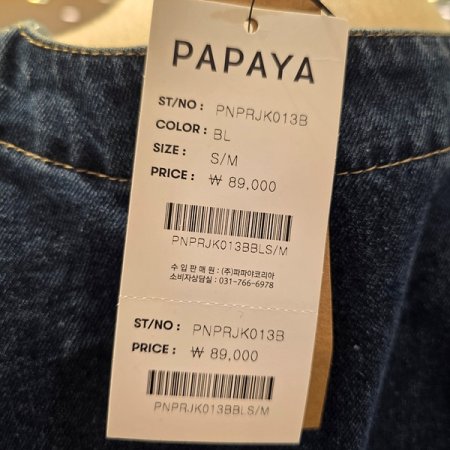 PAPAYA
ST/NO : PNPRJK013B
COLOR : BL
SIZE : S/M
PRICE : ₩ 89,000
PNPRJK013BBLS/M
수 입 판 매 원 : (주)파파야코리아
소비자상담실 : 031-766-6978
ST/NO : PNPRJK013B
PRICE : ₩ 89,000
PNPRJK013BBLS/M